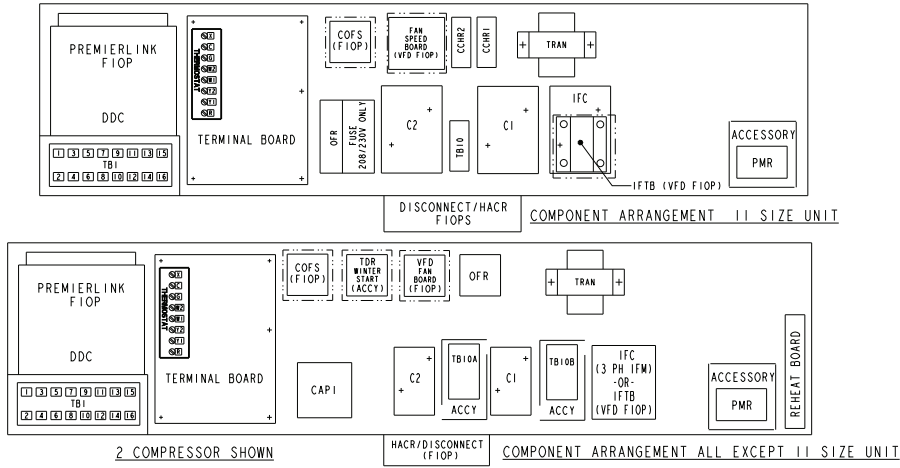 PREMIERLINK
FIOP
DDC
1 3 5 7 9 11 13 15
TB1
2 4 6 8 10 12 14 16
THERMOSTAT
X
C
G
W2
W1
Y2
Y1
R
TERMINAL BOARD
COFS
(FIOP)
FAN
SPEED
BOARD
(VFD FIOP)
CCHR2
CCHR1
TRAN
OFR
FUSE
208/230V ONLY
C2
TB10
C1
IFC
IFTB (VFD FIOP)
ACCESSORY
PMR
DISCONNECT/HACR
FIOPS
COMPONENT ARRANGEMENT 11 SIZE UNIT
PREMIERLINK
FIOP
DDC
1 3 5 7 9 11 13 15
TB1
2 4 6 8 10 12 14 16
THERMOSTAT
X
C
G
W2
W1
Y2
Y1
R
TERMINAL BOARD
COFS
(FIOP)
TDR
WINTER
START
(ACCY)
VFD
FAN
BOARD
(FIOP)
OFR
TRAN
CAP1
C2
TB10A
ACCY
C1
TB10B
ACCY
IFC
(3 PH IFM)
-OR-
IFTB
(VFD FIOP)
ACCESSORY
PMR
REHEAT BOARD
2 COMPRESSOR SHOWN
HACR/DISCONNECT
(FIOP)
COMPONENT ARRANGEMENT ALL EXCEPT 11 SIZE UNIT